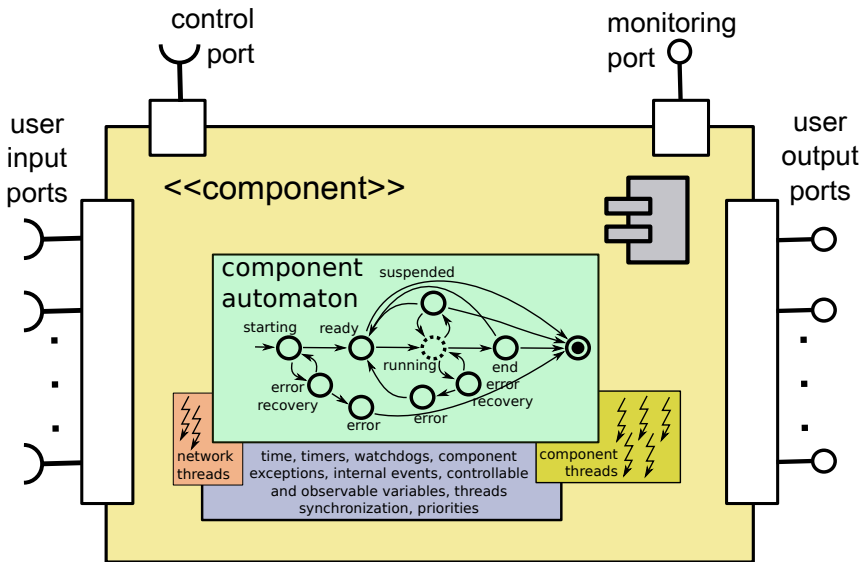 control
port
monitoring
port
user
input
ports
user
output
ports
<<component>>
component
automaton
suspended
starting
ready
running
end
error
recovery
error
error
error
recovery
network
threads
time, timers, watchdogs, component
exceptions, internal events, controllable
and observable variables, threads
synchronization, priorities
component
threads